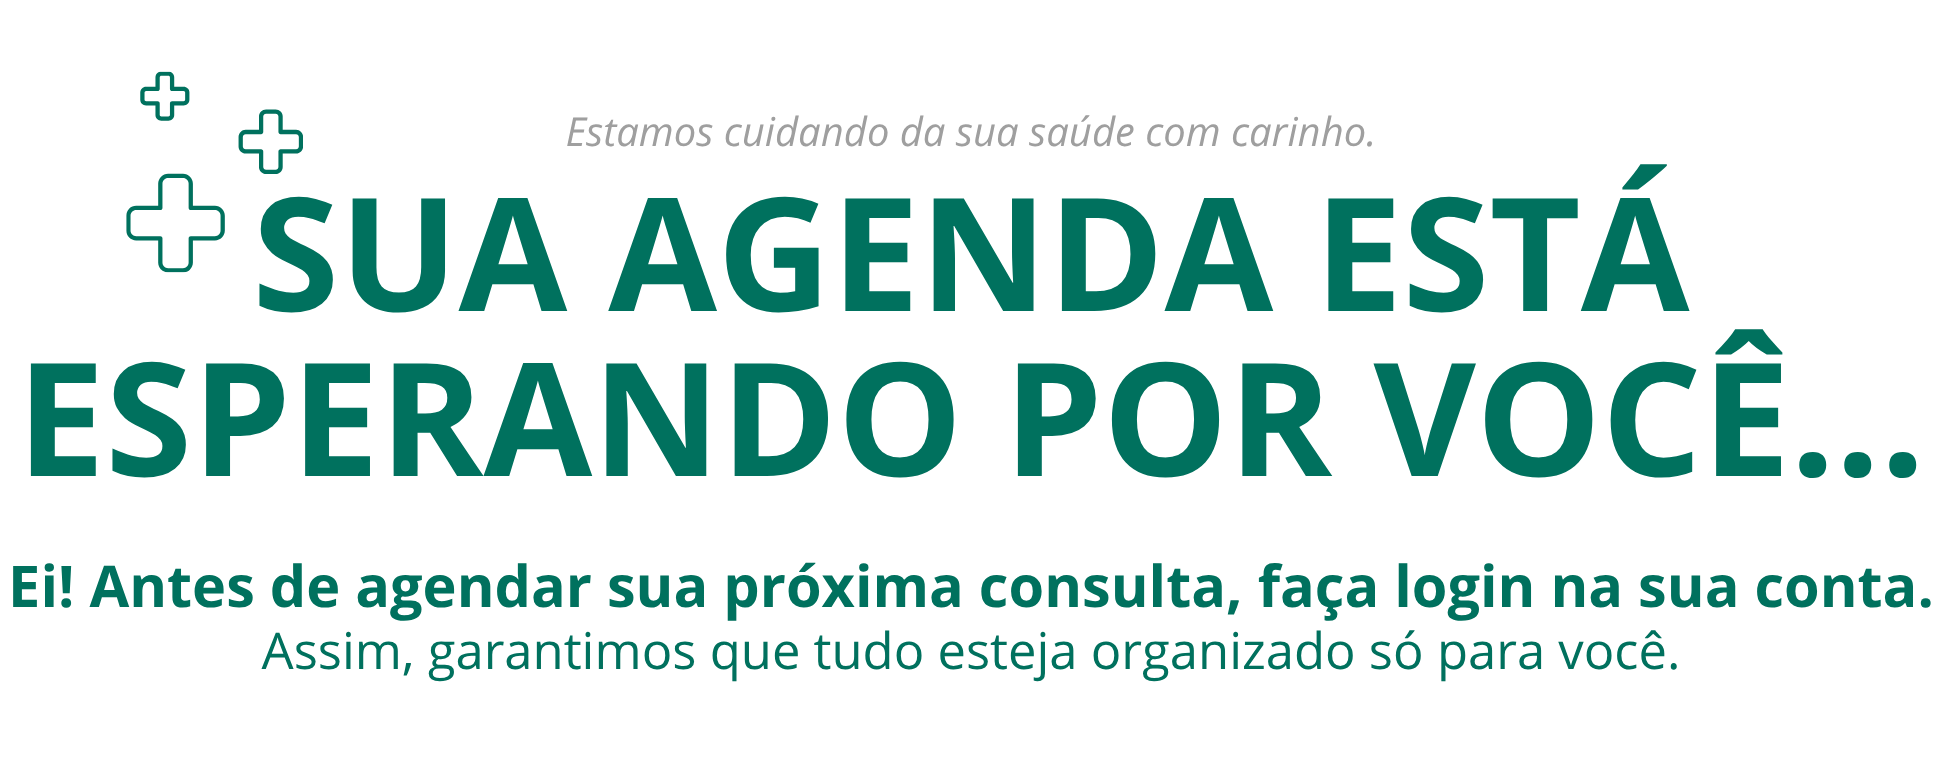 Estamos cuidando da sua saúde com carinho.
SUA AGENDA ESTÁ
ESPERANDO POR VOCÊ...
Ei! Antes de agendar sua próxima consulta, faça login na sua conta.
Assim, garantimos que tudo esteja organizado só para você.